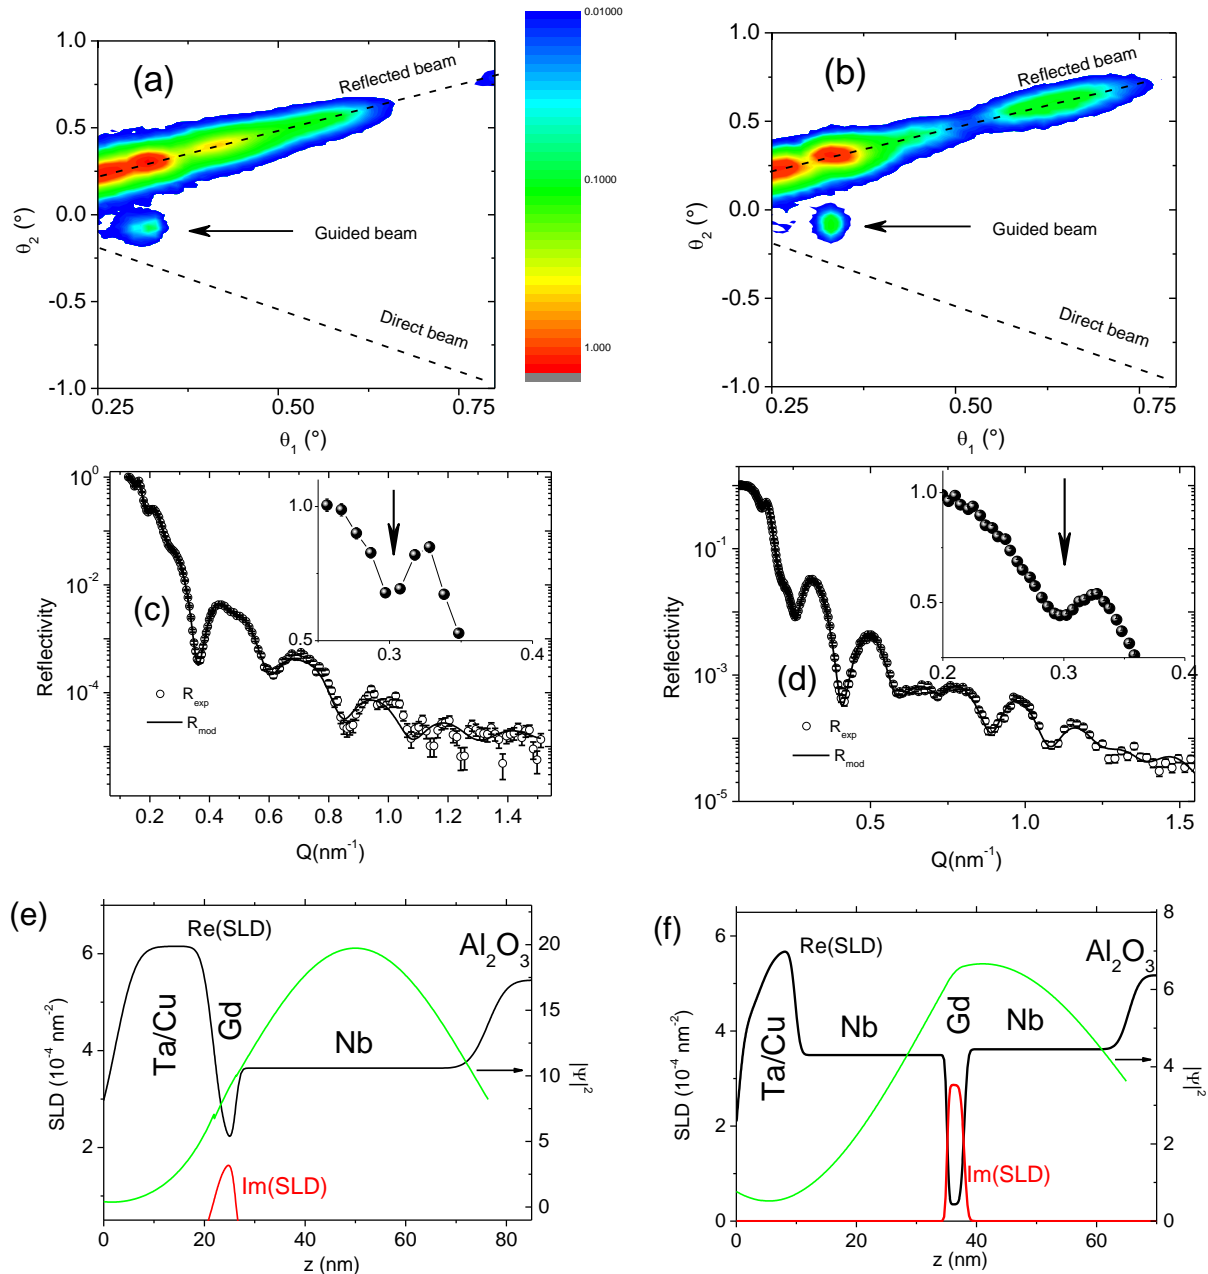 (a)
1.0
0.5
0.0
-0.5
-1.0
θ2 (°)
Reflected beam
Guided beam
Direct beam
0.25
0.50
0.75
θ1 (°)
0.01000
0.1000
1.000
(b)
1.0
0.5
0.0
-0.5
-1.0
θ2 (°)
Reflected beam
Guided beam
Direct beam
0.25
0.50
0.75
θ1 (°)
(c)
10^0
10^-2
10^-4
Reflectivity
1.0
0.5
0.3
0.4
Rexp
Rmod
0.2
0.4
0.6
0.8
1.0
1.2
1.4
Q(nm^-1)
(d)
10^-1
10^-3
10^-5
Reflectivity
1.0
0.5
0.2
0.3
0.4
Rexp
Rmod
0.5
1.0
1.5
Q(nm^-1)
(e)
6
4
2
SLD (10^-4 nm^-2)
Re(SLD)
Ta/Cu
Gd
Nb
Al2O3
Im(SLD)
20
15
10
5
0
|Ψ|^2
0
20
40
60
80
z (nm)
(f)
6
4
2
0
SLD (10^-4 nm^-2)
Re(SLD)
Ta/Cu
Nb
Gd
Nb
Al2O3
Im(SLD)
8
6
4
2
0
|Ψ|^2
0
20
40
60
z (nm)